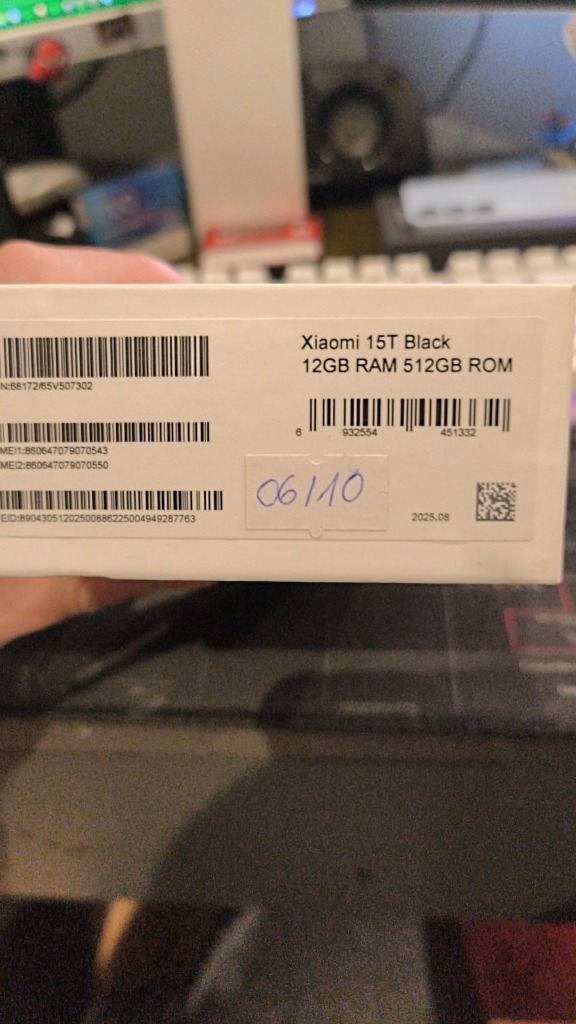 Xiaomi 15T Black
12GB RAM 512GB ROM
N:68172/65V507302
6 932554 451332
MEI1:860647079070543
MEI2:860647079070550
06/10
EID:89043051202500886225004949287763
2025.08